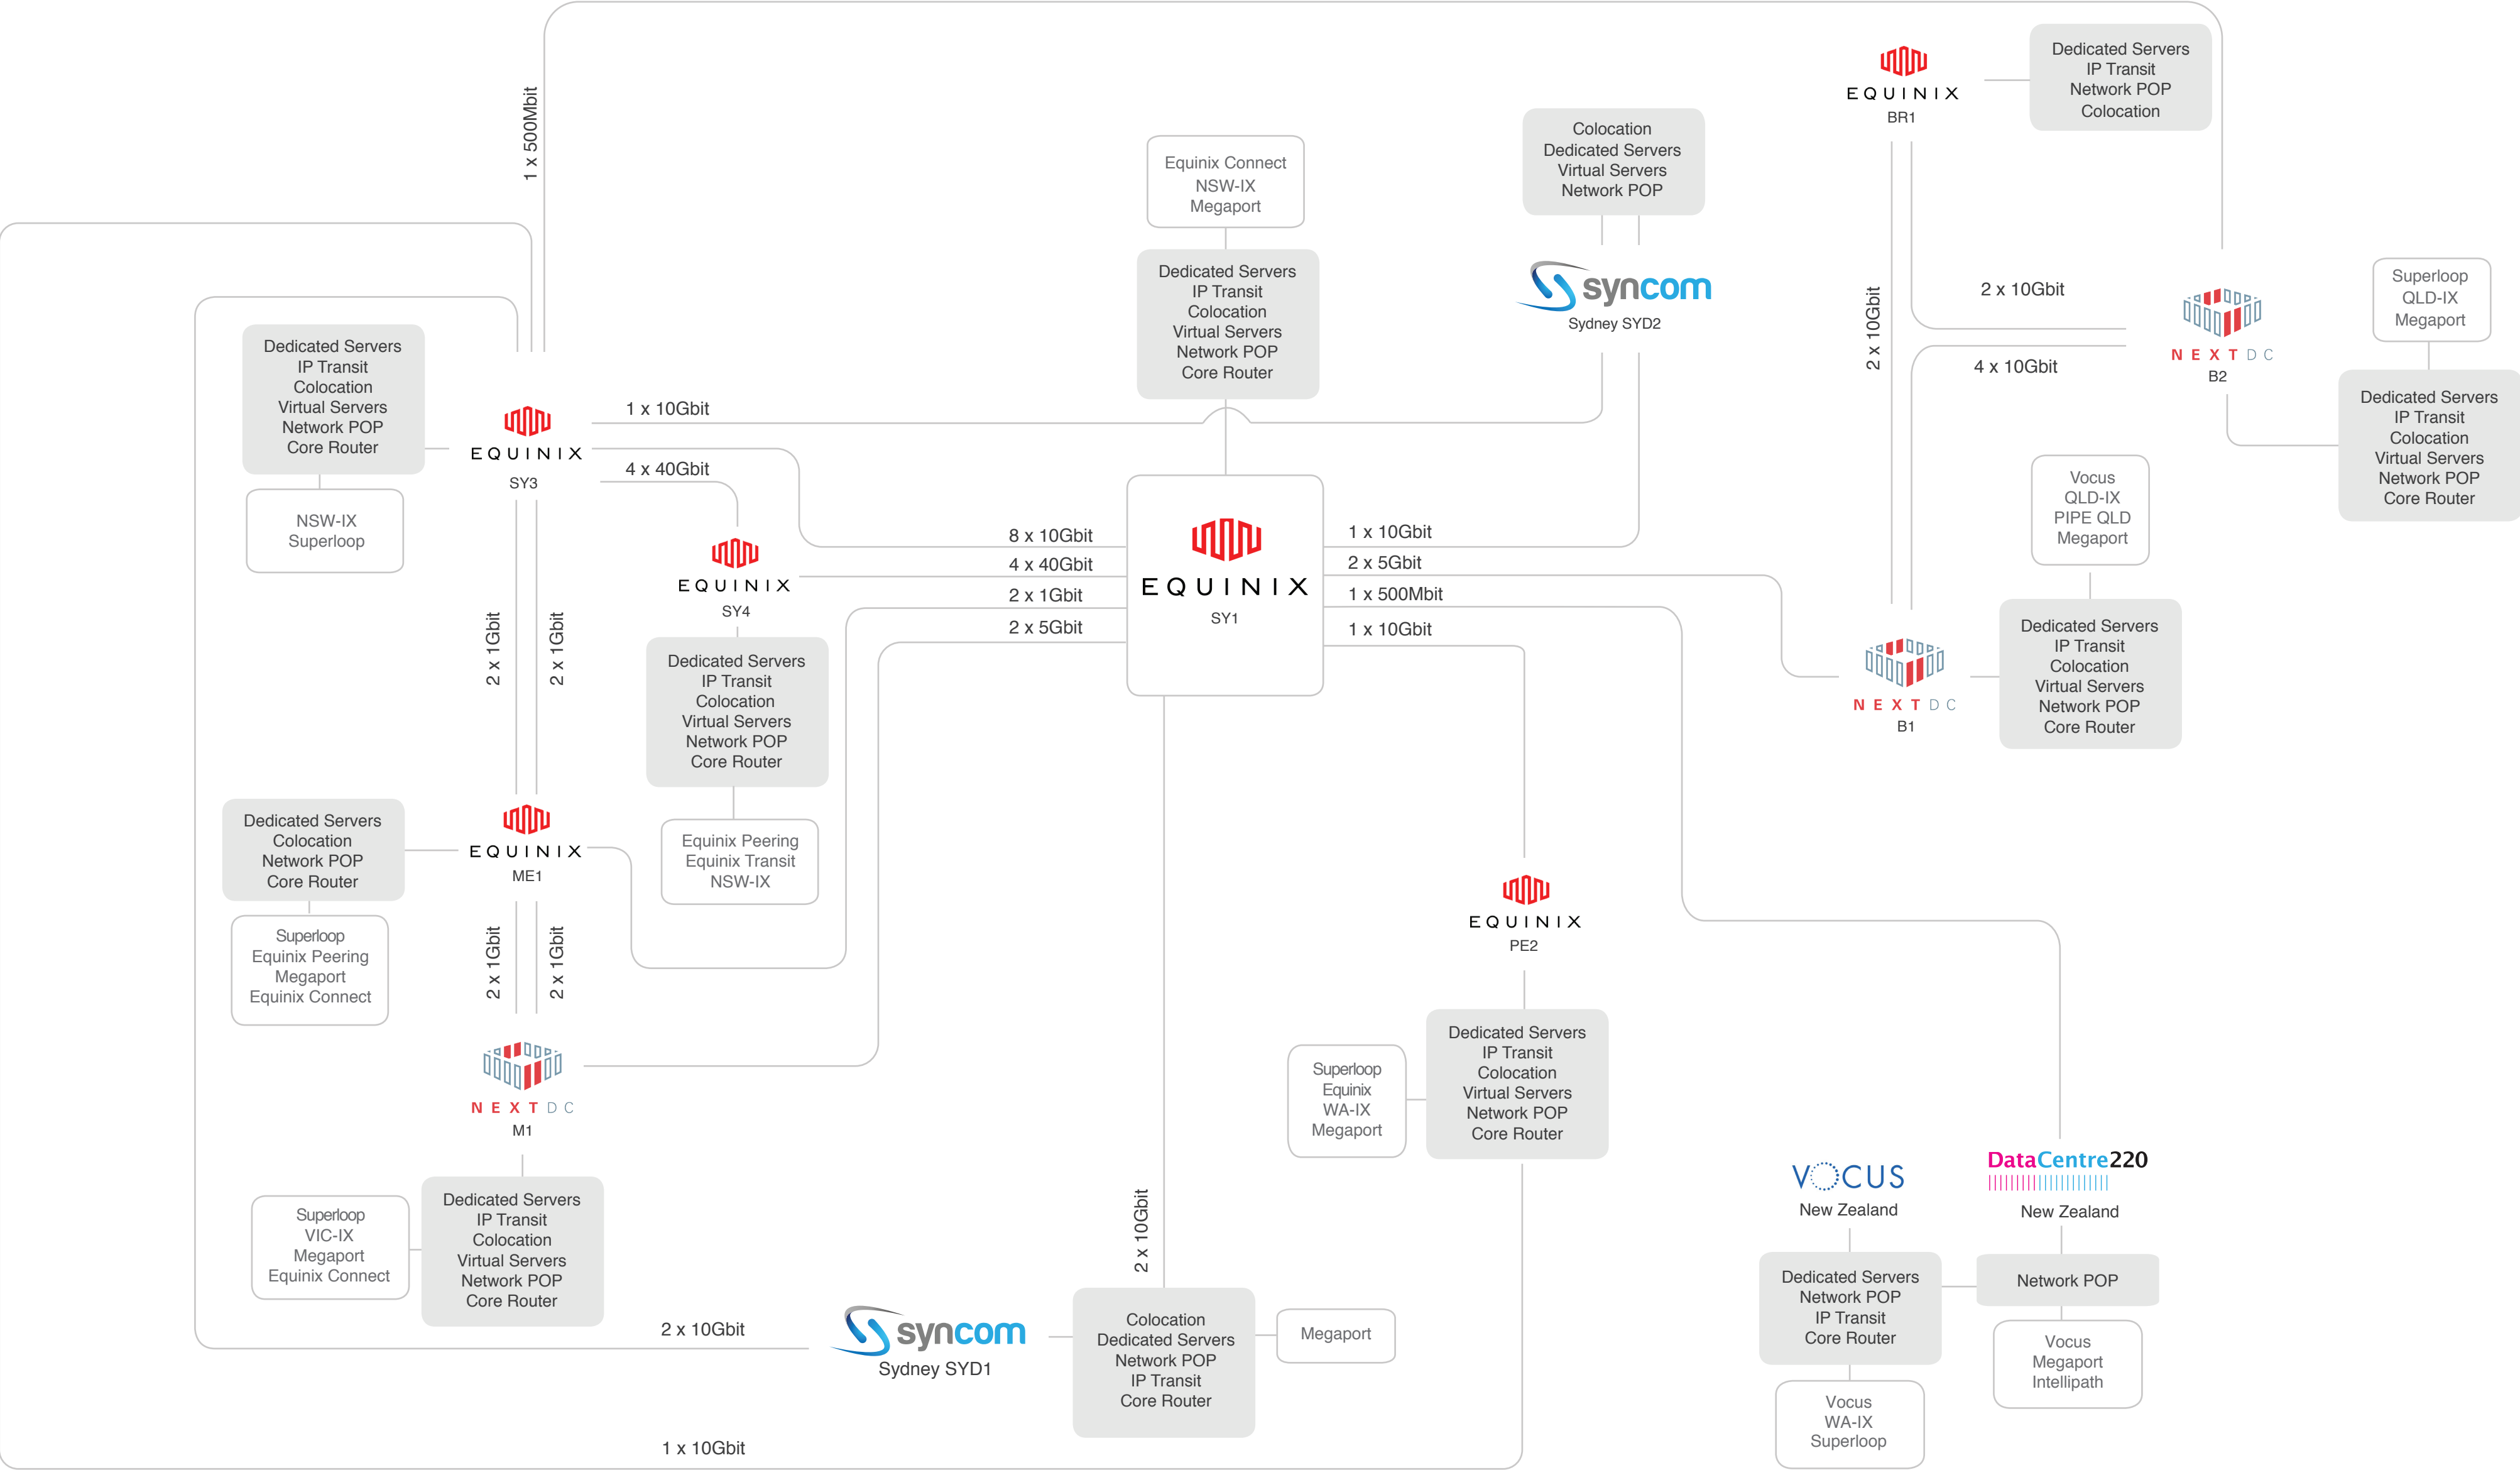 1 x 500Mbit
EQUINIX
BR1
Dedicated Servers
IP Transit
Network POP
Colocation
Equinix Connect
NSW-IX
Megaport
Dedicated Servers
IP Transit
Colocation
Virtual Servers
Network POP
Core Router
Colocation
Dedicated Servers
Virtual Servers
Network POP
syncom
Sydney SYD2
2 x 10Gbit
2 x 10Gbit
4 x 10Gbit
NEXTDC
B2
Superloop
QLD-IX
Megaport
Dedicated Servers
IP Transit
Colocation
Virtual Servers
Network POP
Core Router
Dedicated Servers
IP Transit
Colocation
Virtual Servers
Network POP
Core Router
NSW-IX
Superloop
EQUINIX
SY3
1 x 10Gbit
4 x 40Gbit
EQUINIX
SY4
Dedicated Servers
IP Transit
Colocation
Virtual Servers
Network POP
Core Router
Equinix Peering
Equinix Transit
NSW-IX
8 x 10Gbit
4 x 40Gbit
2 x 1Gbit
2 x 5Gbit
EQUINIX
SY1
1 x 10Gbit
2 x 5Gbit
1 x 500Mbit
1 x 10Gbit
Vocus
QLD-IX
PIPE QLD
Megaport
NEXTDC
B1
Dedicated Servers
IP Transit
Colocation
Virtual Servers
Network POP
Core Router
2 x 1Gbit
2 x 1Gbit
Dedicated Servers
Colocation
Network POP
Core Router
EQUINIX
ME1
Superloop
Equinix Peering
Megaport
Equinix Connect
2 x 1Gbit
2 x 1Gbit
NEXTDC
M1
Superloop
VIC-IX
Megaport
Equinix Connect
Dedicated Servers
IP Transit
Colocation
Virtual Servers
Network POP
Core Router
EQUINIX
PE2
Superloop
Equinix
WA-IX
Megaport
Dedicated Servers
IP Transit
Colocation
Virtual Servers
Network POP
Core Router
2 x 10Gbit
2 x 10Gbit
syncom
Sydney SYD1
Colocation
Dedicated Servers
Network POP
IP Transit
Core Router
Megaport
1 x 10Gbit
VOCUS
New Zealand
Dedicated Servers
Network POP
IP Transit
Core Router
Vocus
WA-IX
Superloop
DataCentre220
New Zealand
Network POP
Vocus
Megaport
Intellipath